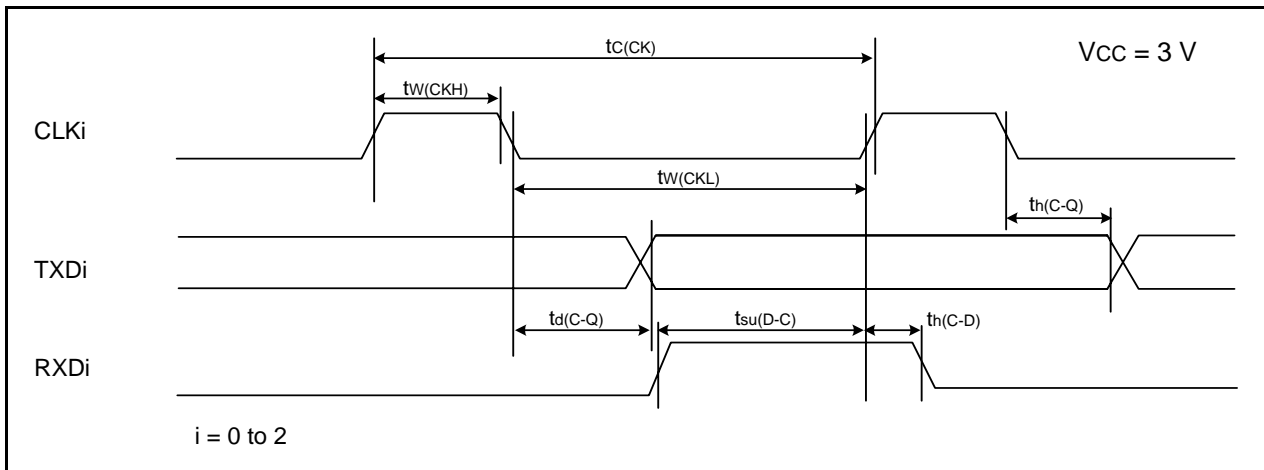 tC(CK)
VCC = 3 V
tW(CKH)
CLKi
tW(CKL)
th(C-Q)
TXDi
td(C-Q)
tsu(D-C)
th(C-D)
RXDi
i = 0 to 2